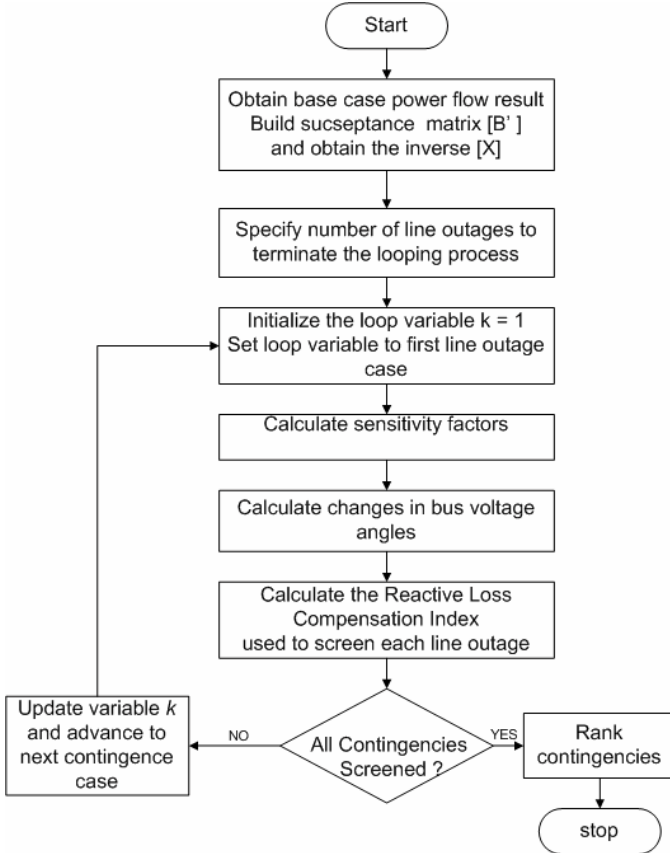 Start
Obtain base case power flow result
Build sucseptance matrix [B' ]
and obtain the inverse [X]
Specify number of line outages to
terminate the looping process
Initialize the loop variable k = 1
Set loop variable to first line outage
case
Calculate sensitivity factors
Calculate changes in bus voltage
angles
Calculate the Reactive Loss
Compensation Index
used to screen each line outage
All Contingencies
Screened ?
NO
Update variable k
and advance to
next contingence
case
YES
Rank
contingencies
stop